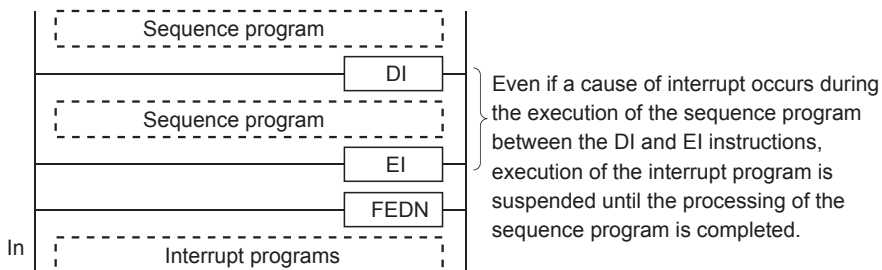 Sequence program
DI
Sequence program
EI
FEDN
In
Interrupt programs
Even if a cause of interrupt occurs during
the execution of the sequence program
between the DI and EI instructions,
execution of the interrupt program is
suspended until the processing of the
sequence program is completed.